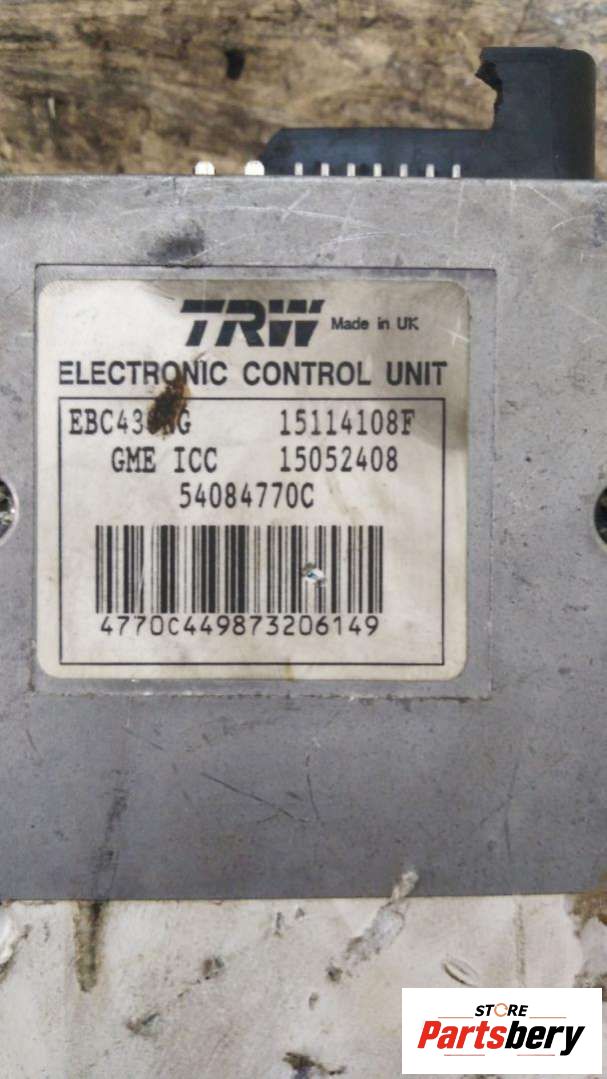 TRW Made in UK
ELECTRONIC CONTROL UNIT
15114108F
GME ICC 15052408
54084770C
4770C449873206149
STORE
Partsbery